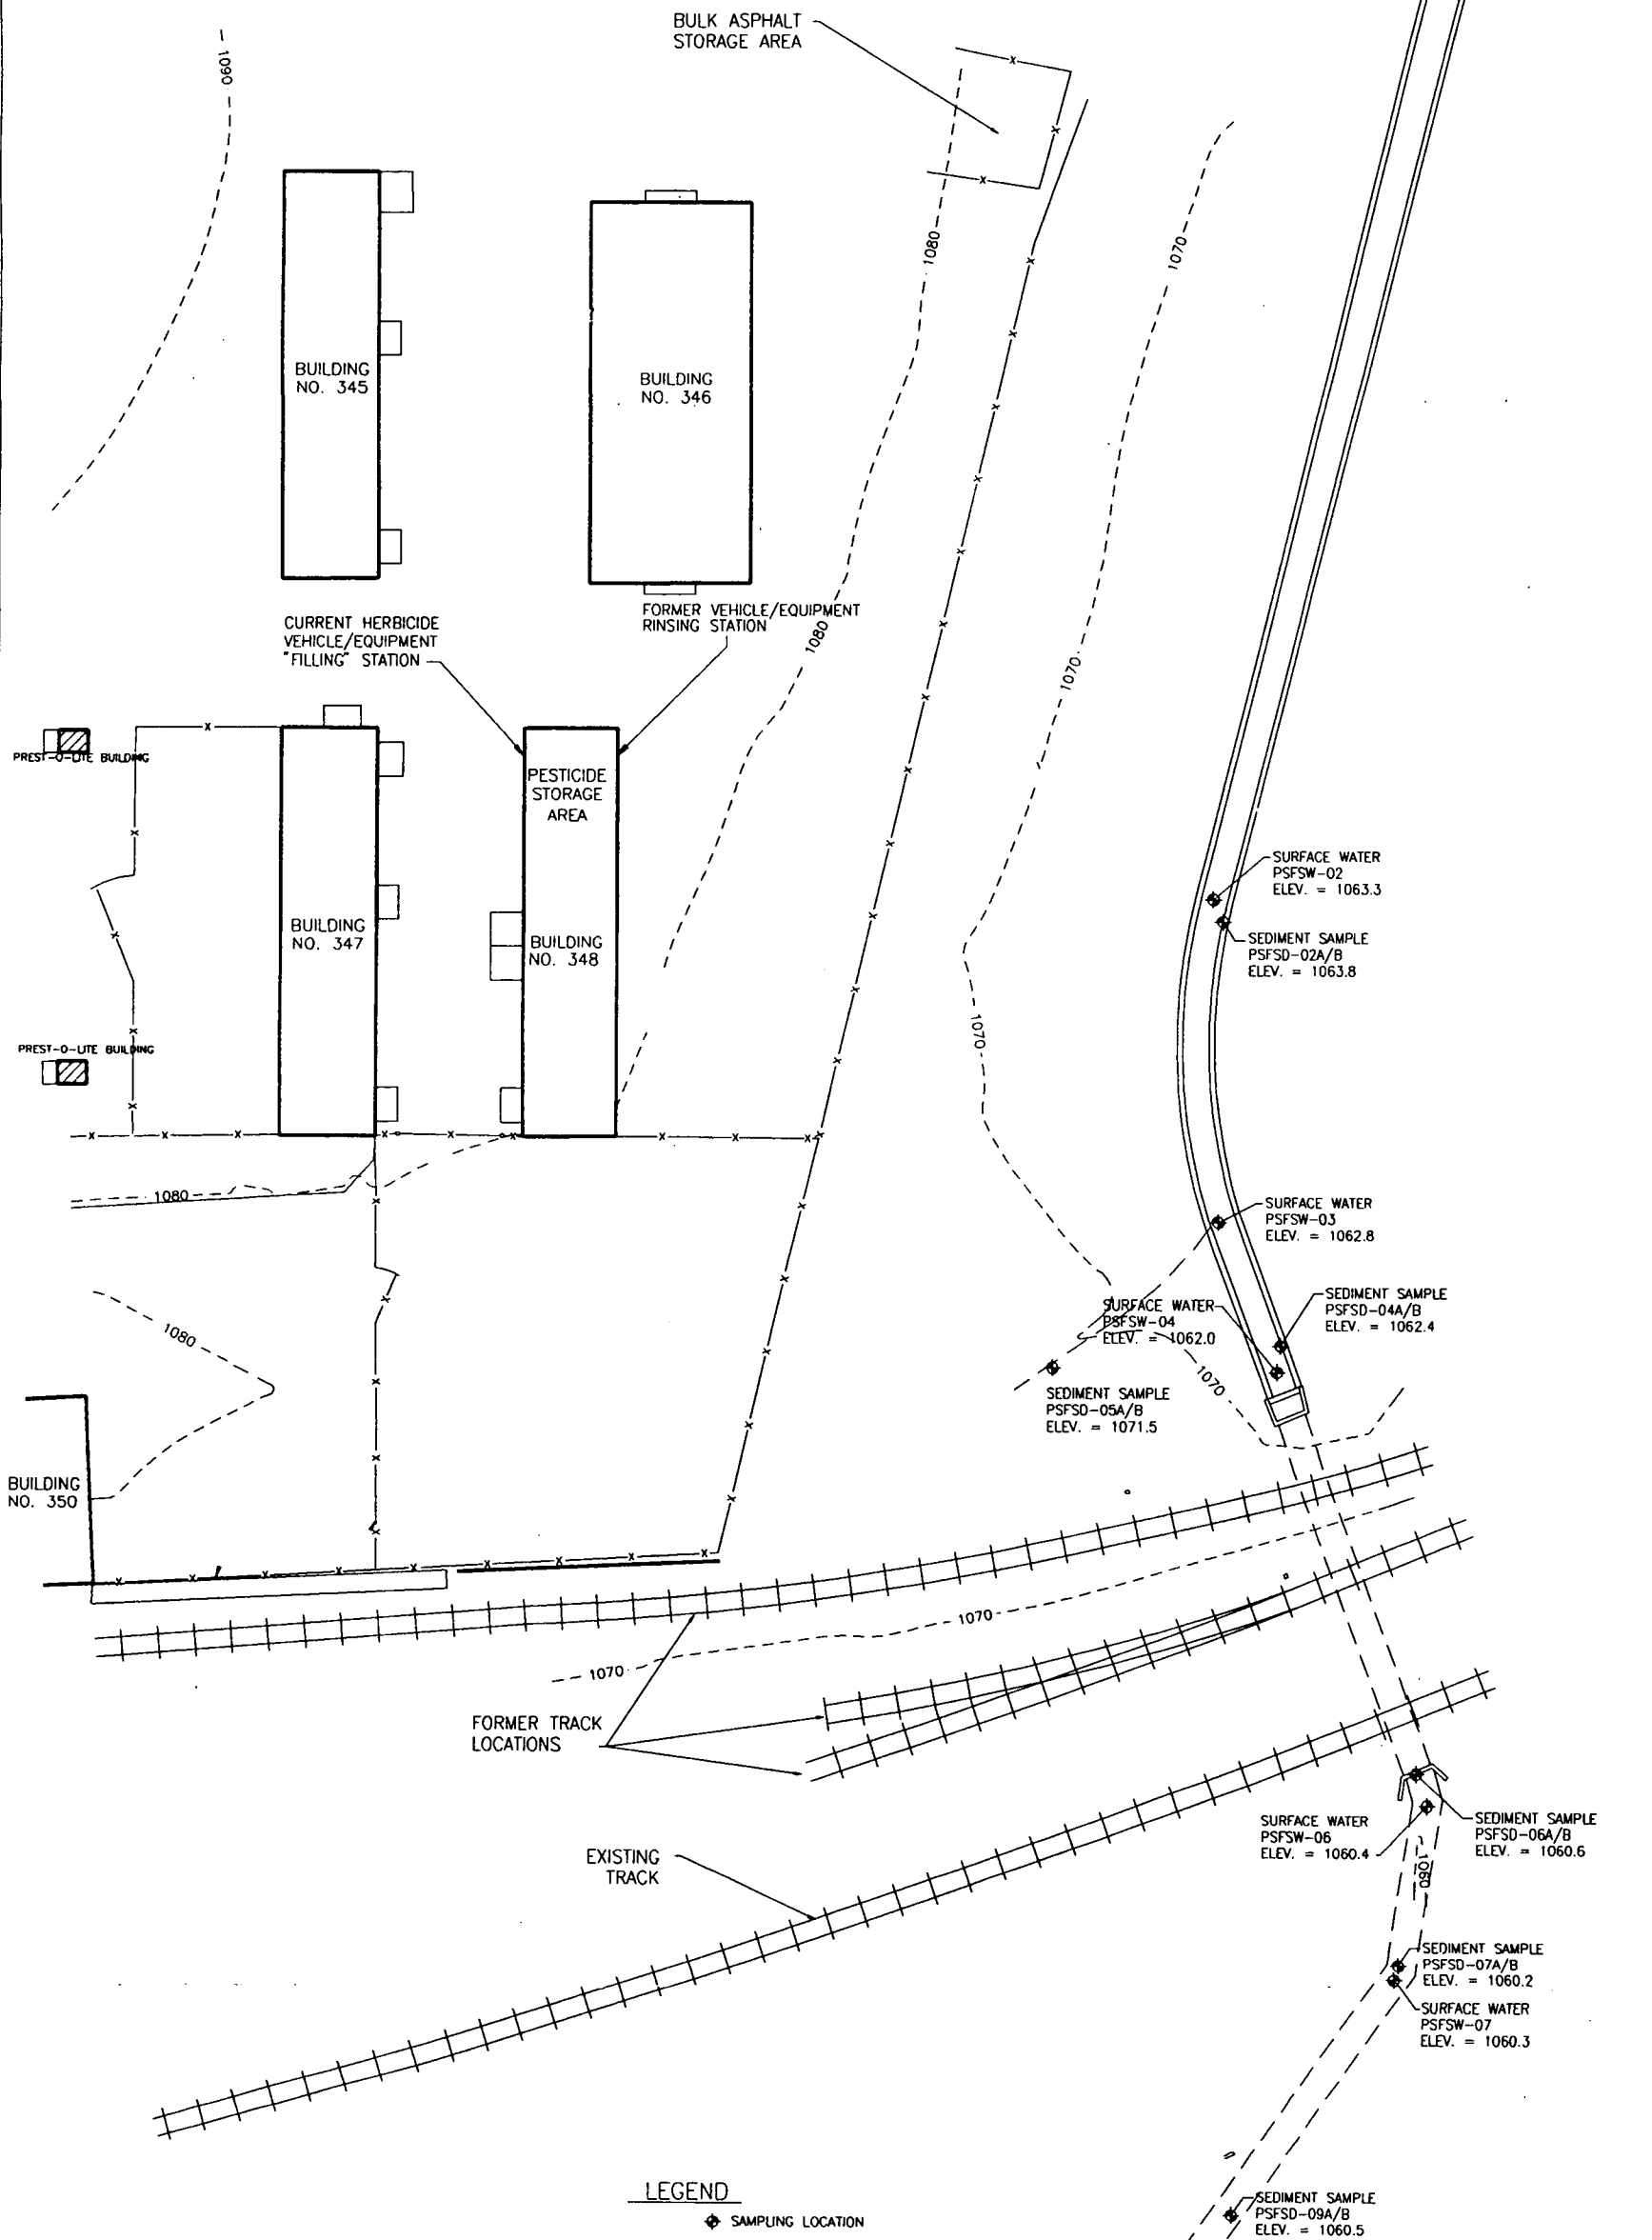 BULK ASPHALT
STORAGE AREA
1090
1080
1070
BUILDING
NO. 345
BUILDING
NO. 346
CURRENT HERBICIDE
VEHICLE/EQUIPMENT
"FILLING" STATION
FORMER VEHICLE/EQUIPMENT
RINSING STATION
1080
1070
PREST-O-LITE BUILDING
PESTICIDE
STORAGE
AREA
BUILDING
NO. 347
BUILDING
NO. 348
SURFACE WATER
PSFSW-02
ELEV. = 1063.3
SEDIMENT SAMPLE
PSFSD-02A/B
ELEV. = 1063.8
1070
PREST-O-LITE BUILDING
1080
SURFACE WATER
PSFSW-03
ELEV. = 1062.8
SEDIMENT SAMPLE
PSFSD-04A/B
ELEV. = 1062.4
SURFACE WATER
PSFSW-04
ELEV. = 1062.0
1080
1070
SEDIMENT SAMPLE
PSFSD-05A/B
ELEV. = 1071.5
BUILDING
NO. 350
1070
1070
FORMER TRACK
LOCATIONS
EXISTING
TRACK
SURFACE WATER
PSFSW-06
ELEV. = 1060.4
SEDIMENT SAMPLE
PSFSD-06A/B
ELEV. = 1060.6
1060
SEDIMENT SAMPLE
PSFSD-07A/B
ELEV. = 1060.2
SURFACE WATER
PSFSW-07
ELEV. = 1060.3
LEGEND
SAMPLING LOCATION
SEDIMENT SAMPLE
PSFSD-09A/B
ELEV. = 1060.5